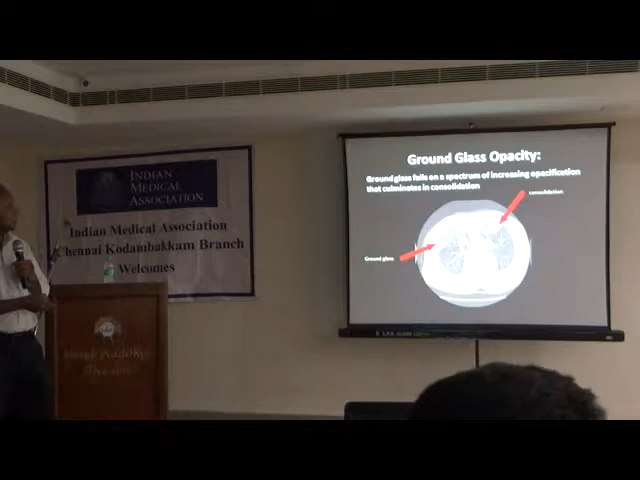 INDIAN
MEDICAL
ASSOCIATION
Indian Medical Association
Chennai Kodambakkam Branch
Welcomes
Ground Glass Opacity:
Ground glass falls on a spectrum of increasing opacification
that culminates in consolidation
consolidation
Ground glass